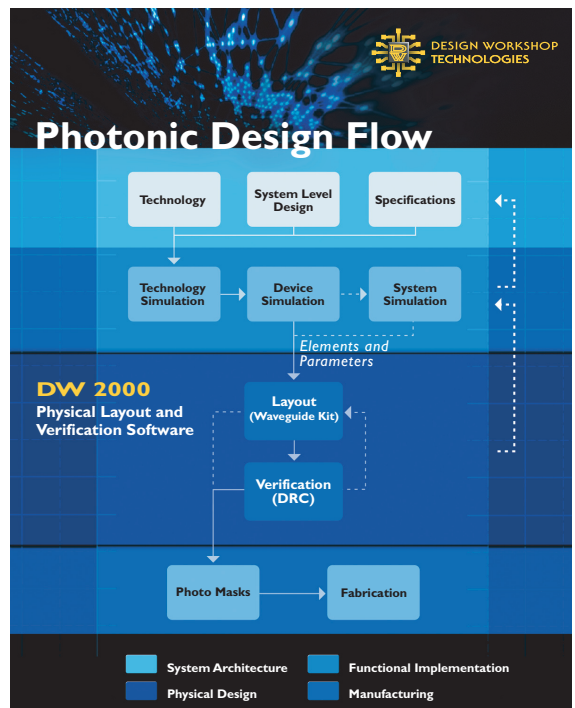 DESIGN WORKSHOP
TECHNOLOGIES
Photonic Design Flow
Technology
System Level
Design
Specifications
Technology
Simulation
Device
Simulation
System
Simulation
Elements and
Parameters
DW 2000
Physical Layout and
Verification Software
Layout
(Waveguide Kit)
Verification
(DRC)
Photo Masks
Fabrication
System Architecture
Functional Implementation
Physical Design
Manufacturing